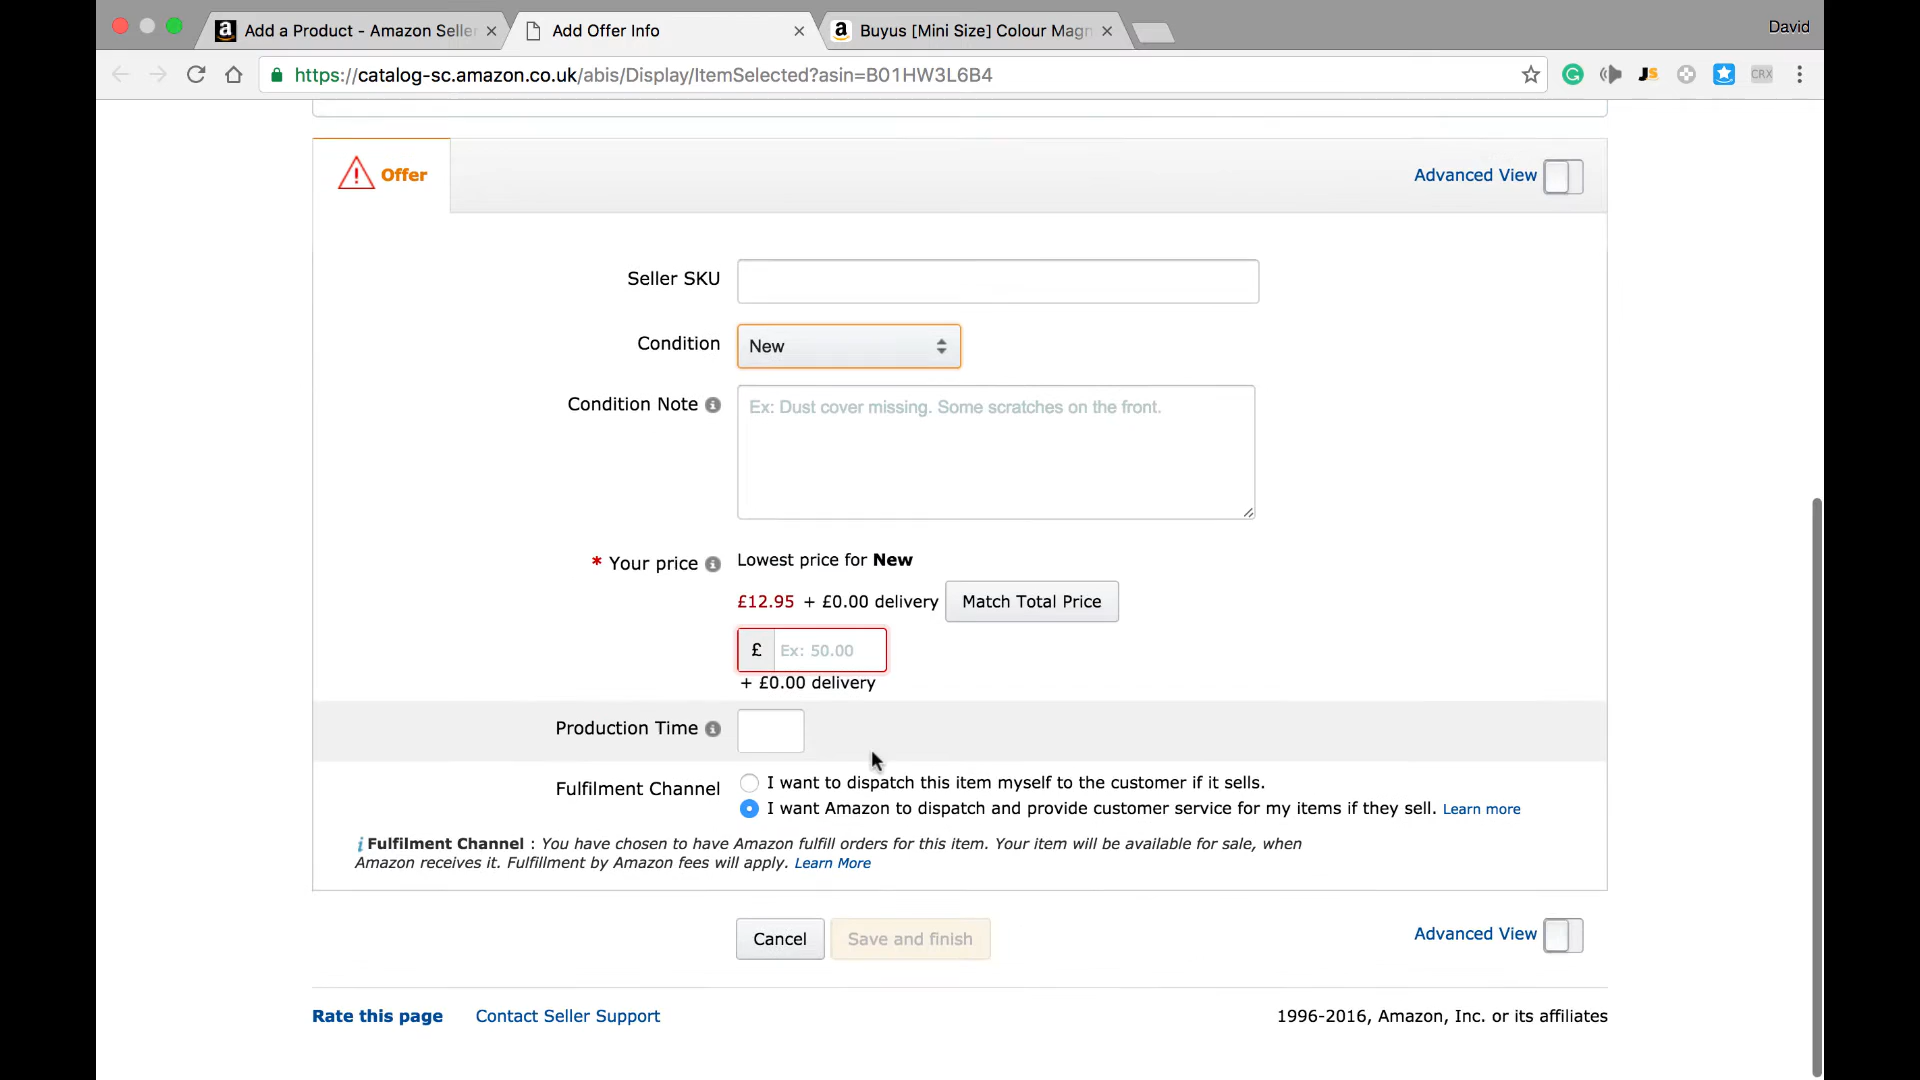 Add a Product - Amazon Selle
Add Offer Info
Buyus [Mini Size] Colour Magn
David
https://catalog-sc.amazon.co.uk/abis/Display/ItemSelected?asin=B01HW3L6B4
JS
CRX
Offer
Advanced View
Seller SKU
Condition
New
Condition Note
Ex: Dust cover missing. Some scratches on the front.
* Your price
Lowest price for New
£12.95 + £0.00 delivery
Match Total Price
£ Ex: 50.00
+ £0.00 delivery
Production Time
Fulfilment Channel
I want to dispatch this item myself to the customer if it sells.
I want Amazon to dispatch and provide customer service for my items if they sell. Learn more
Fulfilment Channel : You have chosen to have Amazon fulfill orders for this item. Your item will be available for sale, when
Amazon receives it. Fulfillment by Amazon fees will apply. Learn More
Cancel
Save and finish
Advanced View
Rate this page
Contact Seller Support
1996-2016, Amazon, Inc. or its affiliates